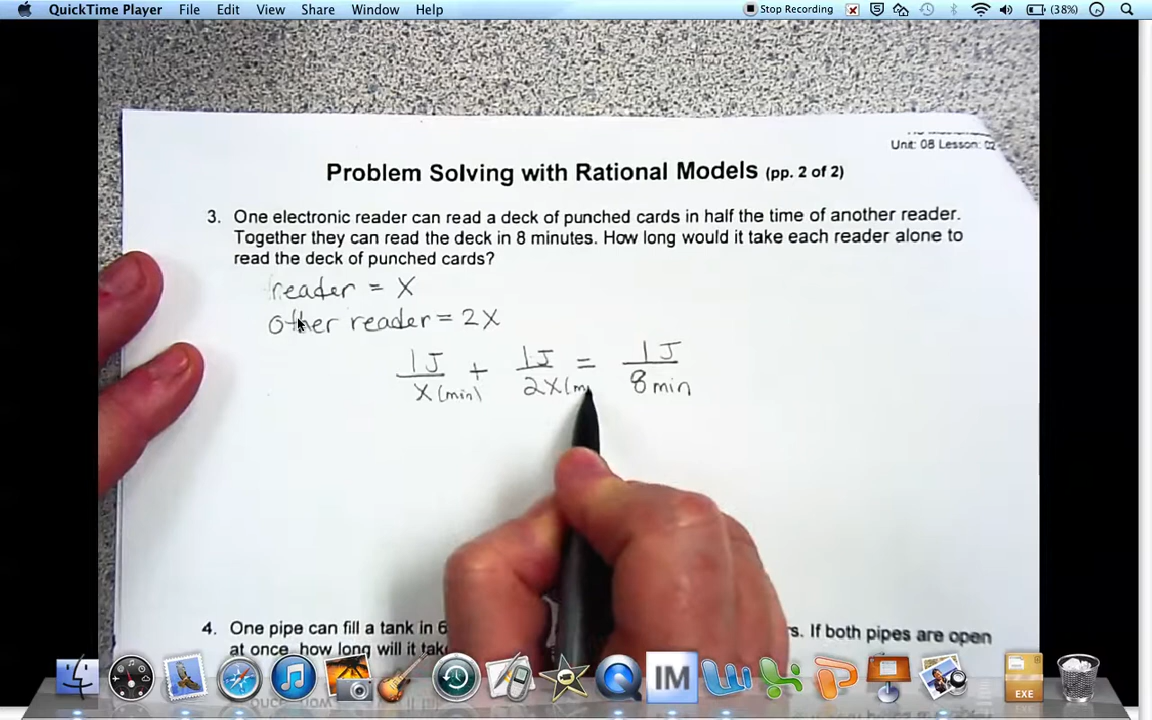 QuickTime Player File Edit View Share Window Help Stop Recording (38%)
Unit: 08 Lesson: 02
Problem Solving with Rational Models (pp. 2 of 2)
3. One electronic reader can read a deck of punched cards in half the time of another reader.
Together they can read the deck in 8 minutes. How long would it take each reader alone to
read the deck of punched cards?
reader = X
other reader = 2X
1J + 1J = 1J
X(min) 2X(m 8min
4. One pipe can fill a tank in 6 rs. If both pipes are open
at once, how long will it tak
IM
EXE